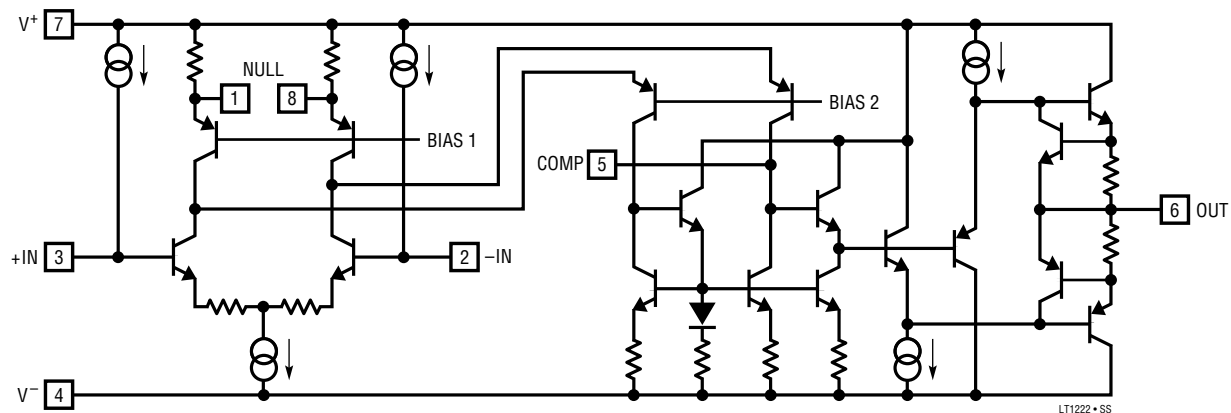 V+ 7
NULL
1 8
BIAS 2
BIAS 1
COMP 5
6 OUT
+IN 3
2 –IN
V– 4
LT1222 • SS